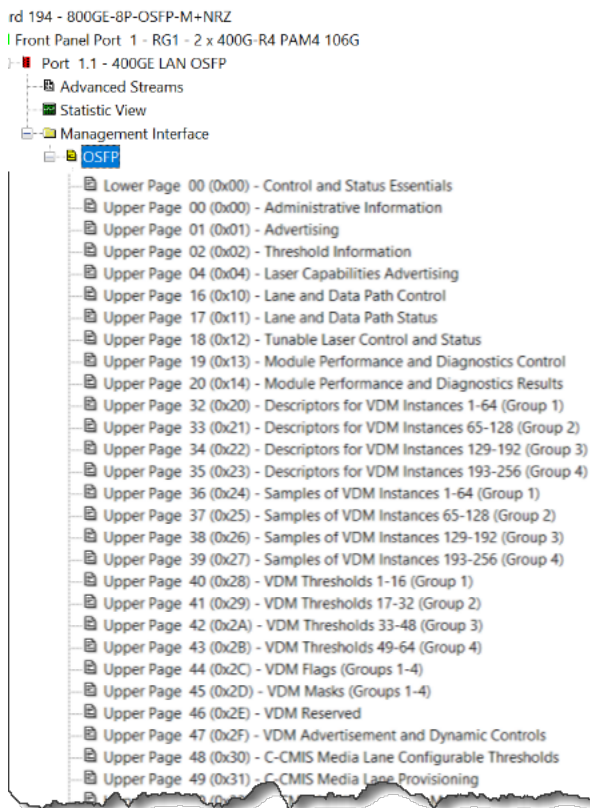 rd 194 - 800GE-8P-OSFP-M+NRZ
Front Panel Port 1 - RG1 - 2 x 400G-R4 PAM4 106G
Port 1.1 - 400GE LAN OSFP
Advanced Streams
Statistic View
Management Interface
OSFP
Lower Page 00 (0x00) - Control and Status Essentials
Upper Page 00 (0x00) - Administrative Information
Upper Page 01 (0x01) - Advertising
Upper Page 02 (0x02) - Threshold Information
Upper Page 04 (0x04) - Laser Capabilities Advertising
Upper Page 16 (0x10) - Lane and Data Path Control
Upper Page 17 (0x11) - Lane and Data Path Status
Upper Page 18 (0x12) - Tunable Laser Control and Status
Upper Page 19 (0x13) - Module Performance and Diagnostics Control
Upper Page 20 (0x14) - Module Performance and Diagnostics Results
Upper Page 32 (0x20) - Descriptors for VDM Instances 1-64 (Group 1)
Upper Page 33 (0x21) - Descriptors for VDM Instances 65-128 (Group 2)
Upper Page 34 (0x22) - Descriptors for VDM Instances 129-192 (Group 3)
Upper Page 35 (0x23) - Descriptors for VDM Instances 193-256 (Group 4)
Upper Page 36 (0x24) - Samples of VDM Instances 1-64 (Group 1)
Upper Page 37 (0x25) - Samples of VDM Instances 65-128 (Group 2)
Upper Page 38 (0x26) - Samples of VDM Instances 129-192 (Group 3)
Upper Page 39 (0x27) - Samples of VDM Instances 193-256 (Group 4)
Upper Page 40 (0x28) - VDM Thresholds 1-16 (Group 1)
Upper Page 41 (0x29) - VDM Thresholds 17-32 (Group 2)
Upper Page 42 (0x2A) - VDM Thresholds 33-48 (Group 3)
Upper Page 43 (0x2B) - VDM Thresholds 49-64 (Group 4)
Upper Page 44 (0x2C) - VDM Flags (Groups 1-4)
Upper Page 45 (0x2D) - VDM Masks (Groups 1-4)
Upper Page 46 (0x2E) - VDM Reserved
Upper Page 47 (0x2F) - VDM Advertisement and Dynamic Controls
Upper Page 48 (0x30) - C-CMIS Media Lane Configurable Thresholds
Upper Page 49 (0x31) - C-CMIS Media Lane Provisioning